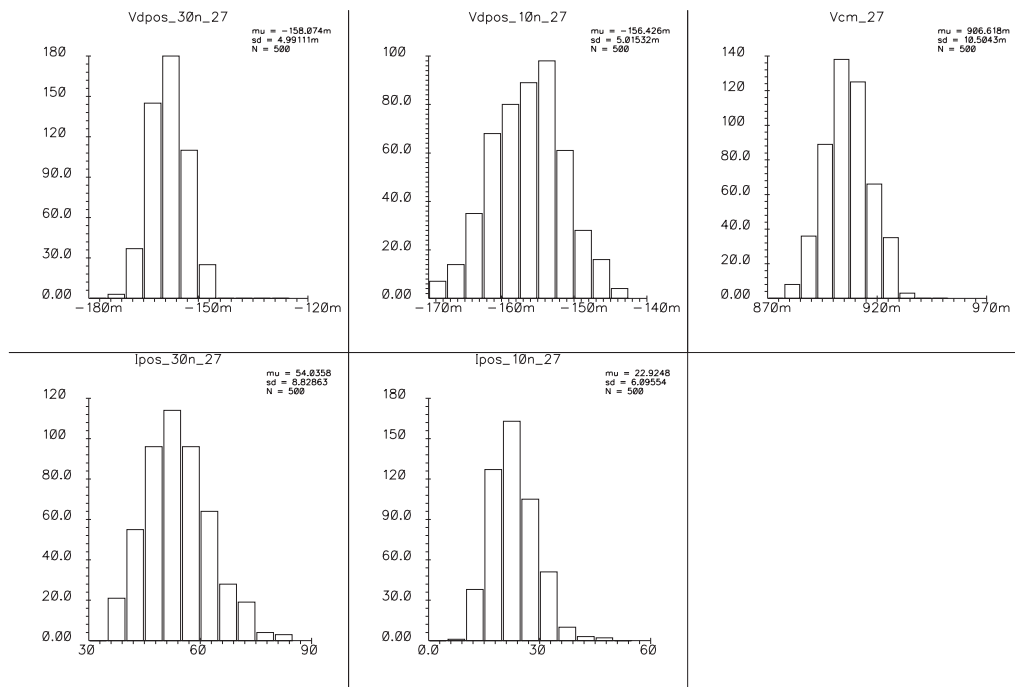 Vdpos_30n_27
mu = -158.074m
sd = 4.99111m
N = 500
180
150
120
90.0
60.0
30.0
0.00
-180m
-150m
-120m
Vdpos_10n_27
mu = -156.426m
sd = 5.01532m
N = 500
100
80.0
60.0
40.0
20.0
0.00
-170m
-160m
-150m
-140m
Vcm_27
mu = 906.618m
sd = 10.5043m
N = 500
140
120
100
80.0
60.0
40.0
20.0
0.00
870m
920m
970m
Ipos_30n_27
mu = 54.0358
sd = 8.82863
N = 500
120
100
80.0
60.0
40.0
20.0
0.00
30
60
90
Ipos_10n_27
mu = 22.9248
sd = 6.09554
N = 500
180
150
120
90.0
60.0
30.0
0.00
0.0
30
60